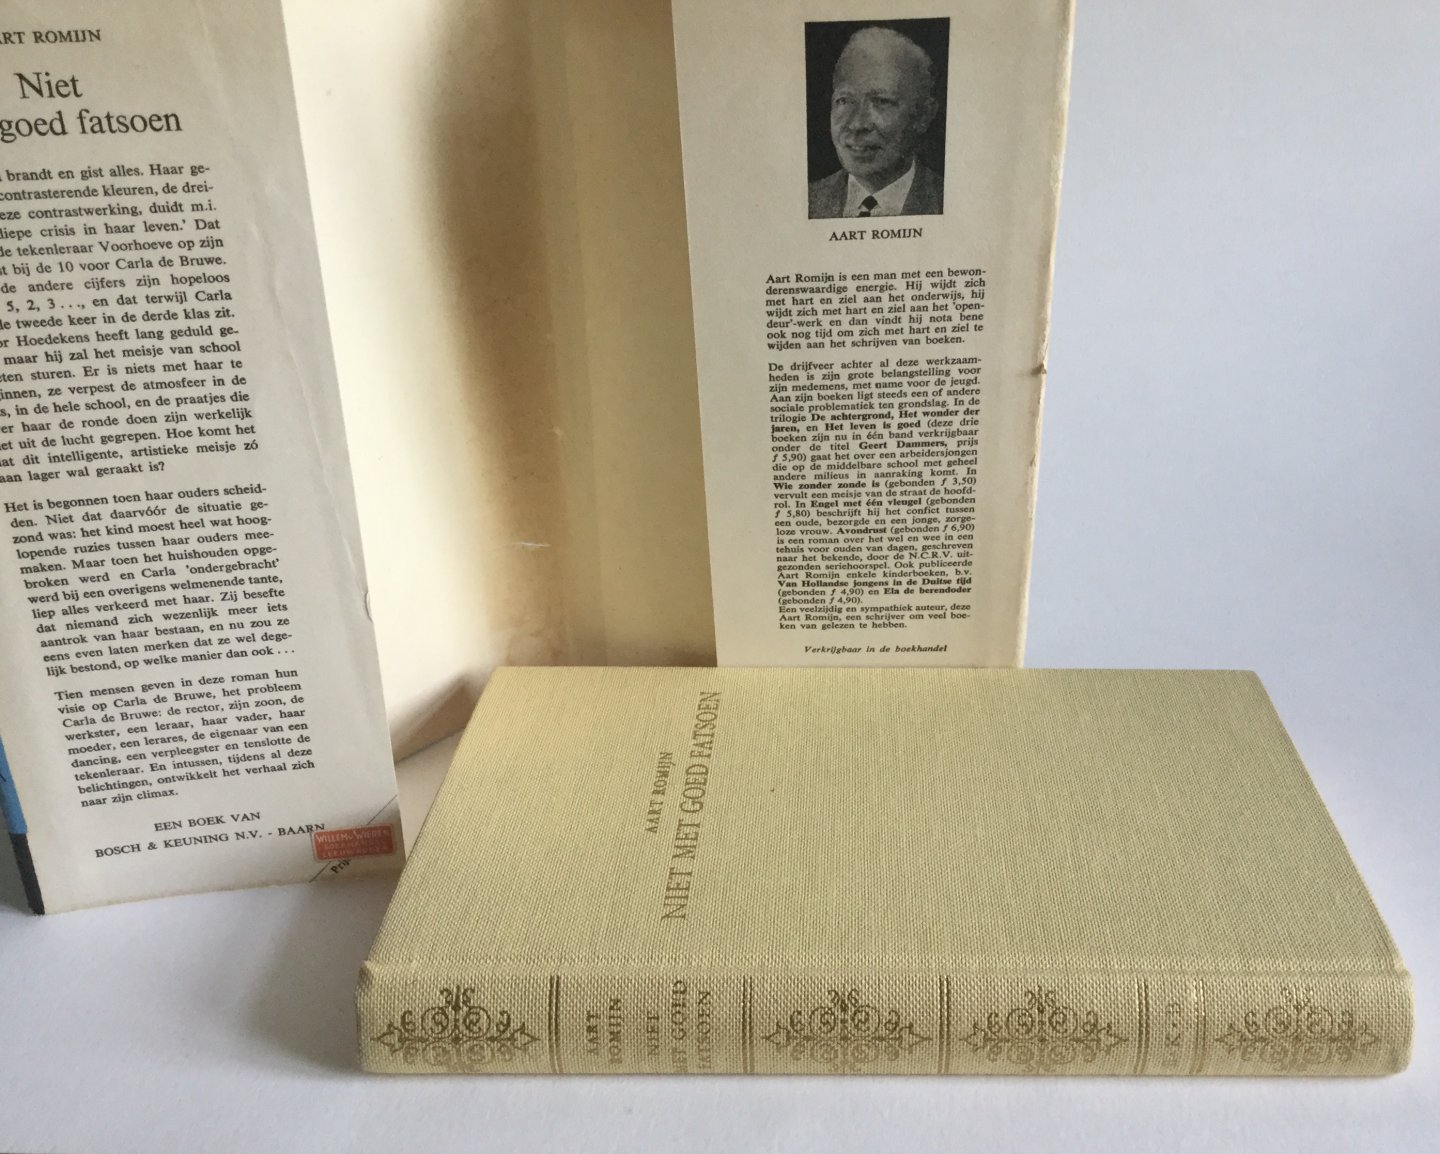 ART ROMIJN
Niet
goed fatsoen
brandt en gist alles. Haar ge-
contrasterende kleuren, de drei-
eze contrastwerking, duidt m.i.
diepe crisis in haar leven.' Dat
de tekenleraar Voorhoeve op zijn
st bij de 10 voor Carla de Bruwe.
de andere cijfers zijn hopeloos
5, 2, 3 ..., en dat terwijl Carla
de tweede keer in de derde klas zit.
or Hoedekens heeft lang geduld ge-
maar hij zal het meisje van school
eten sturen. Er is niets met haar te
ginnen, ze verpest de atmosfeer in de
s, in de hele school, en de praatjes die
ver haar de ronde doen zijn werkelijk
iet uit de lucht gegrepen. Hoe komt het
dat dit intelligente, artistieke meisje zó
aan lager wal geraakt is?
Het is begonnen toen haar ouders scheid-
den. Niet dat daarvóór de situatie ge-
zond was: het kind moest heel wat hoog-
lopende ruzies tussen haar ouders mee-
maken. Maar toen het huishouden opge-
broken werd en Carla 'ondergebracht'
werd bij een overigens welmenende tante,
liep alles verkeerd met haar. Zij besefte
dat niemand zich wezenlijk meer iets
aantrok van haar bestaan, en nu zou ze
eens even laten merken dat ze wel dege-
lijk bestond, op welke manier dan ook ...
Tien mensen geven in deze roman hun
visie op Carla de Bruwe, het probleem
Carla de Bruwe: de rector, zijn zoon, de
werkster, een leraar, haar vader, haar
moeder, een lerares, de eigenaar van een
dancing, een verpleegster en tenslotte de
tekenleraar. En intussen, tijdens al deze
belichtingen, ontwikkelt het verhaal zich
naar zijn climax.
EEN BOEK VAN
BOSCH & KEUNING N.V. - BAARN
WILLEM v. WIEREN
BOEKHANDEL
LEEUWARDEN
Prij
AART ROMIJN
Aart Romijn is een man met een bewon-
derenswaardige energie. Hij wijdt zich
met hart en ziel aan het onderwijs, hij
wijdt zich met hart en ziel aan het 'open-
deur'-werk en dan vindt hij nota bene
ook nog tijd om zich met hart en ziel te
wijden aan het schrijven van boeken.
De drijfveer achter al deze werkzaam-
heden is zijn grote belangstelling voor
zijn medemens, met name voor de jeugd.
Aan zijn boeken ligt steeds een of andere
sociale problematiek ten grondslag. In de
trilogie De achtergrond, Het wonder der
jaren, en Het leven is goed (deze drie
boeken zijn nu in één band verkrijgbaar
onder de titel Geert Dammers, prijs
f 5,90) gaat het over een arbeidersjongen
die op de middelbare school met geheel
andere milieus in aanraking komt. In
Wie zonder zonde is (gebonden f 3,50)
vervult een meisje van de straat de hoofd-
rol. In Engel met één vleugel (gebonden
f 5,80) beschrijft hij het confict tussen
een oude, bezorgde en een jonge, zorge-
loze vrouw. Avondrust (gebonden f 6,90)
is een roman over het wel en wee in een
tehuis voor ouden van dagen, geschreven
naar het bekende, door de N.C.R.V. uit-
gezonden seriehoorspel. Ook publiceerde
Aart Romijn enkele kinderboeken, b.v.
Van Hollandse jongens in de Duitse tijd
(gebonden f 4,90) en Ela de berendoder
(gebonden f 4,90).
Een veelzijdig en sympathiek auteur, deze
Aart Romijn, een schrijver om veel boe-
ken van gelezen te hebben.
Verkrijgbaar in de boekhandel
AART ROMIJN
NIET MET GOED FATSOEN
AART
ROMIJN
NIET
MET GOED
FATSOEN